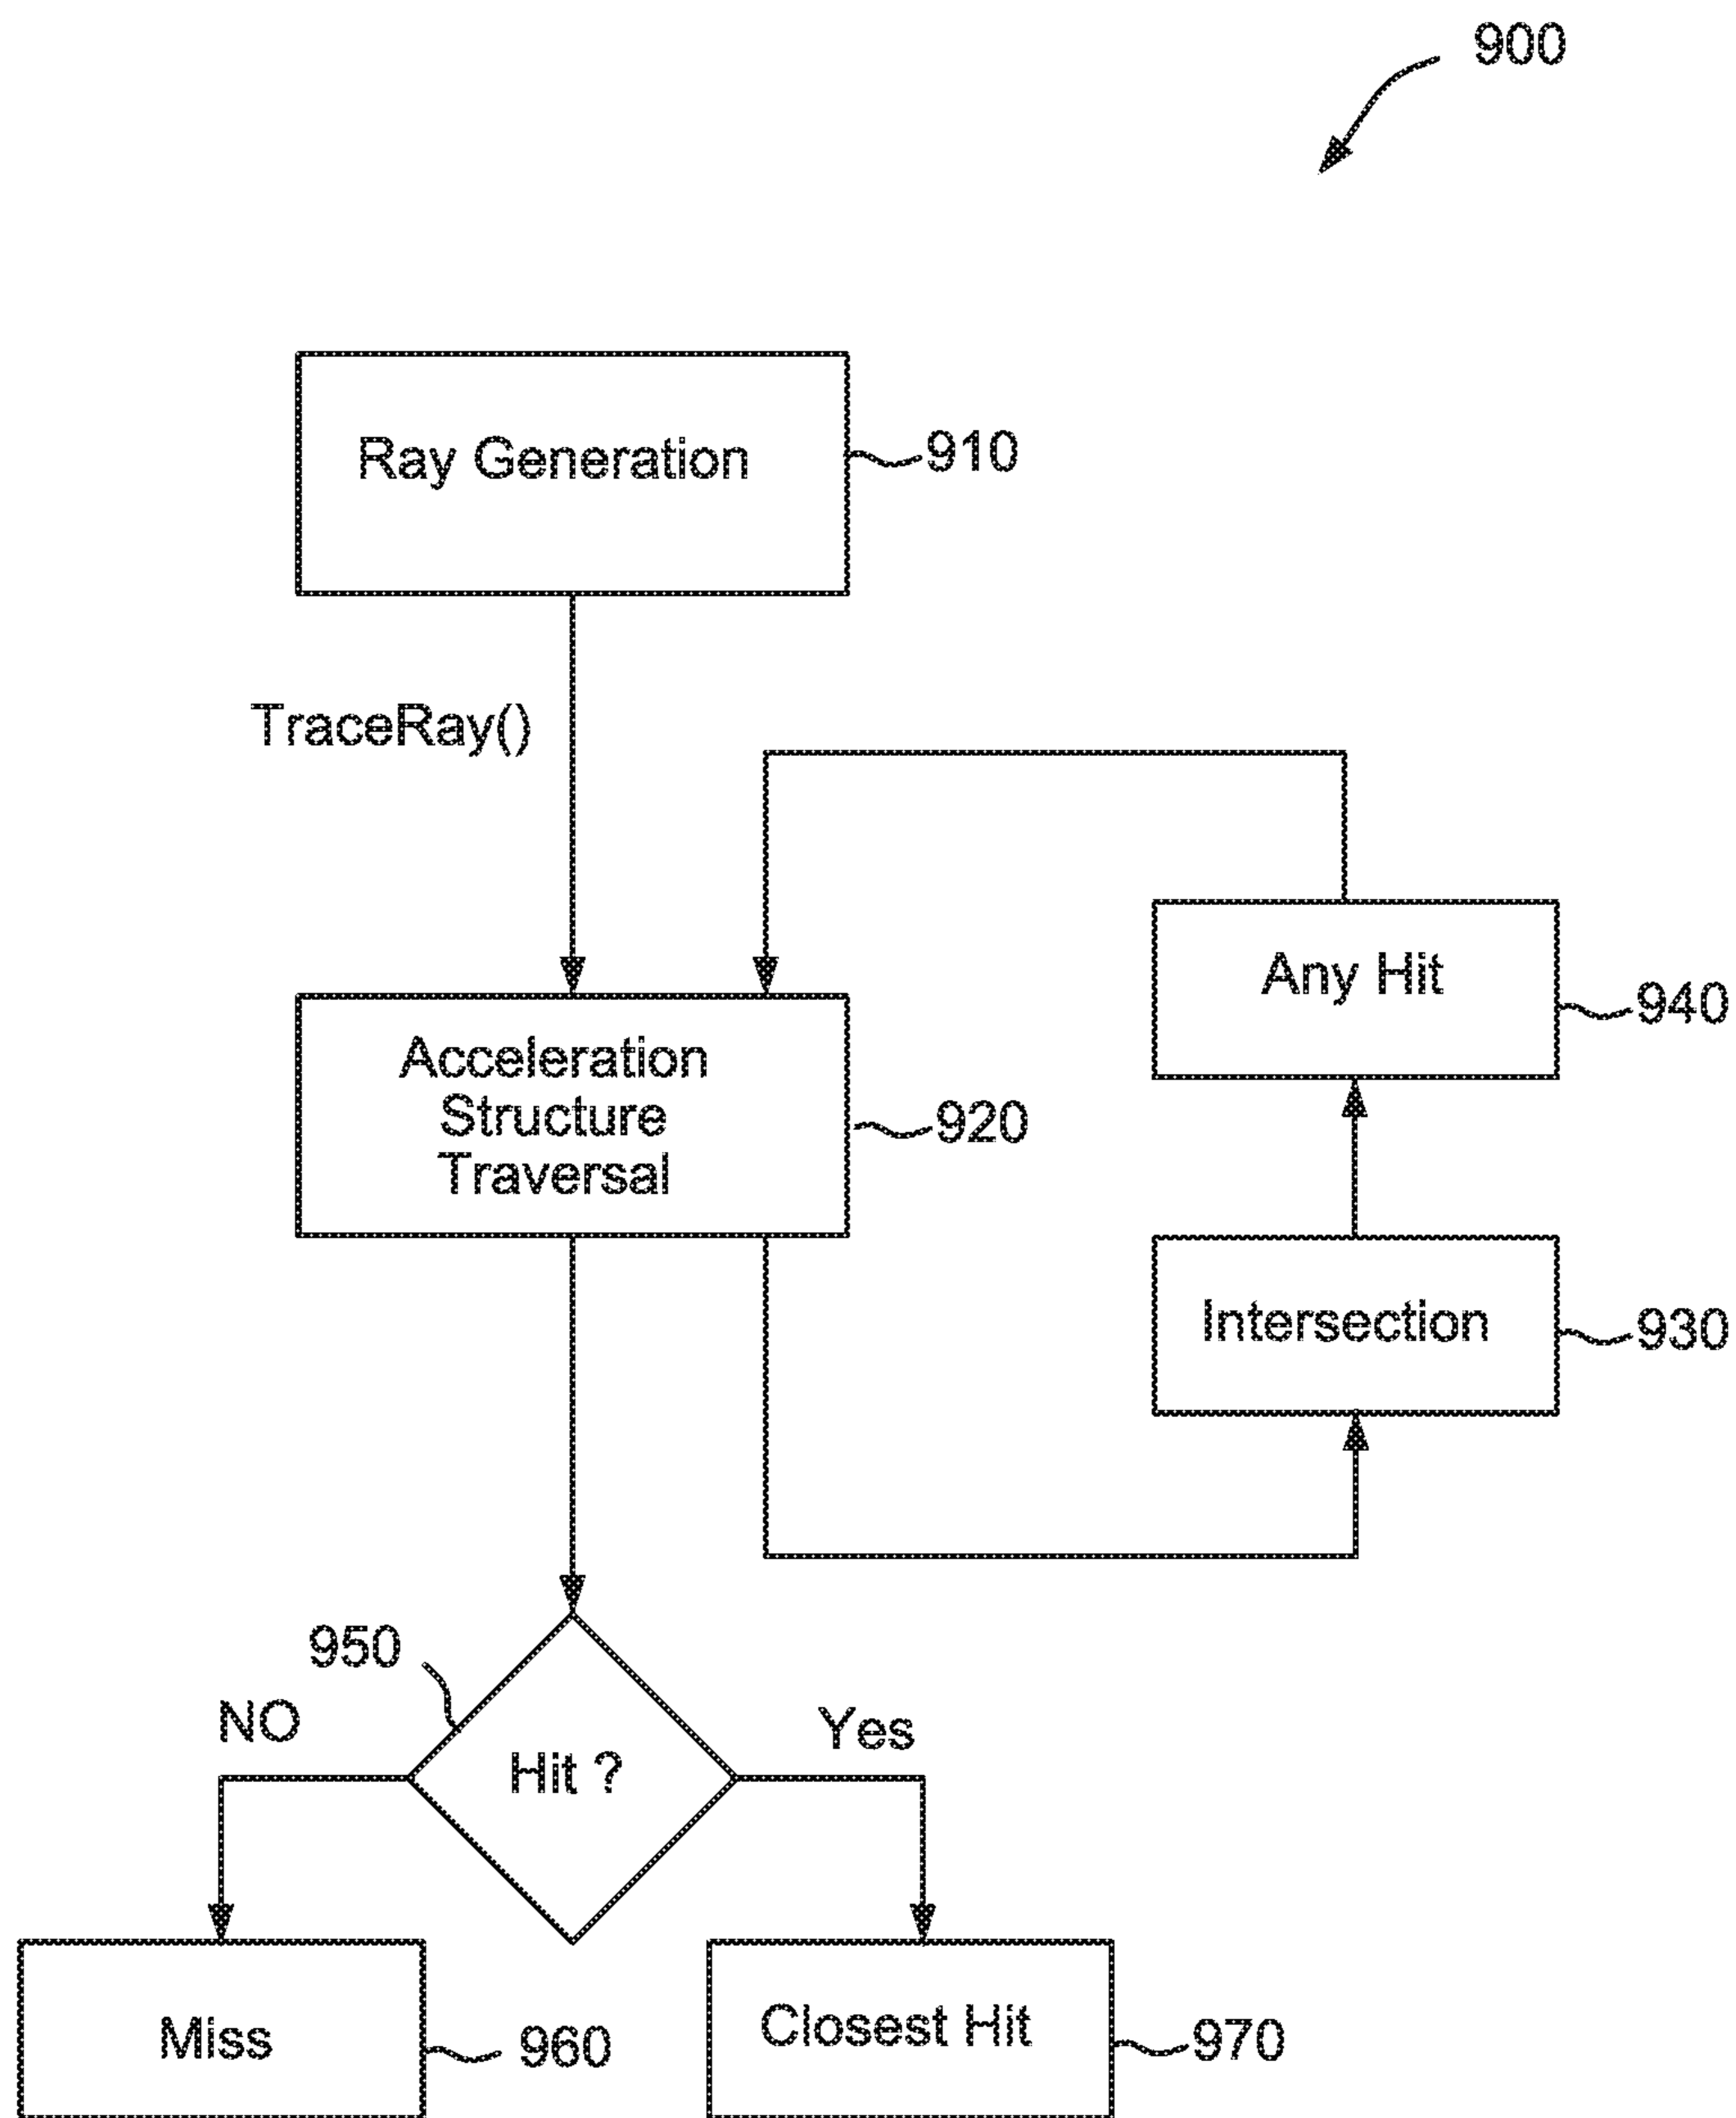 900
Ray Generation
910
TraceRay()
Any Hit
940
Acceleration
Structure
Traversal
920
Intersection
930
950
NO
Yes
Hit ?
Miss
960
Closest Hit
970